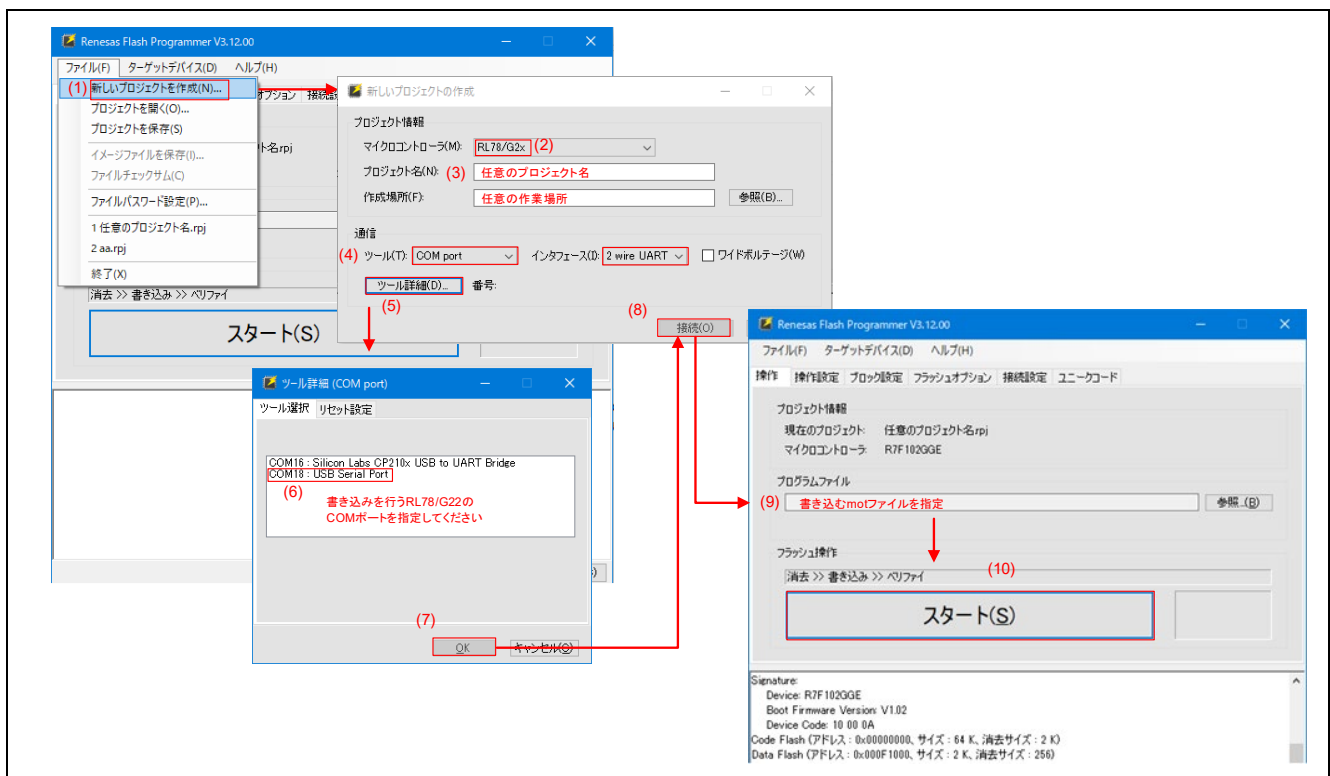 Renesas Flash Programmer V3.12.00
ファイル(F) ターゲットデバイス(D) ヘルプ(H)
(1) 新しいプロジェクトを作成(N)...
プロジェクトを開く(O)...
プロジェクトを保存(S)
イメージファイルを保存(I)...
ファイルチェックサム(C)
ファイルパスワード設定(P)...
1 任意のプロジェクト名.rpj
2 aa.rpj
終了(X)
消去 >> 書き込み >> ベリファイ
スタート(S)
新しいプロジェクトの作成
プロジェクト情報
マイクロコントローラ(M): RL78/G2x (2)
プロジェクト名(N): (3) 任意のプロジェクト名
作成場所(F): 任意の作業場所 参照(B)...
通信
(4) ツール(T): COM port インタフェース(I): 2 wire UART ワイドボルテージ(W)
ツール詳細(D)... 番号:
(5)
(8)
接続(O)
ツール詳細 (COM port)
ツール選択 リセット設定
COM16 : Silicon Labs CP210x USB to UART Bridge
COM18 : USB Serial Port
(6) 書き込みを行うRL78/G22の
COMポートを指定してください
(7)
OK キャンセル(C)
Renesas Flash Programmer V3.12.00
ファイル(F) ターゲットデバイス(D) ヘルプ(H)
操作 操作設定 ブロック設定 フラッシュオプション 接続設定 ユニークコード
プロジェクト情報
現在のプロジェクト: 任意のプロジェクト名.rpj
マイクロコントローラ: R7F102GGE
プログラムファイル
(9) 書き込むmotファイルを指定 参照...(B)
フラッシュ操作
消去 >> 書き込み >> ベリファイ (10)
スタート(S)
Signature:
Device: R7F102GGE
Boot Firmware Version: V1.02
Device Code: 10 00 0A
Code Flash (アドレス : 0x00000000, サイズ : 64 K, 消去サイズ : 2 K)
Data Flash (アドレス : 0x000F1000, サイズ : 2 K, 消去サイズ : 256)